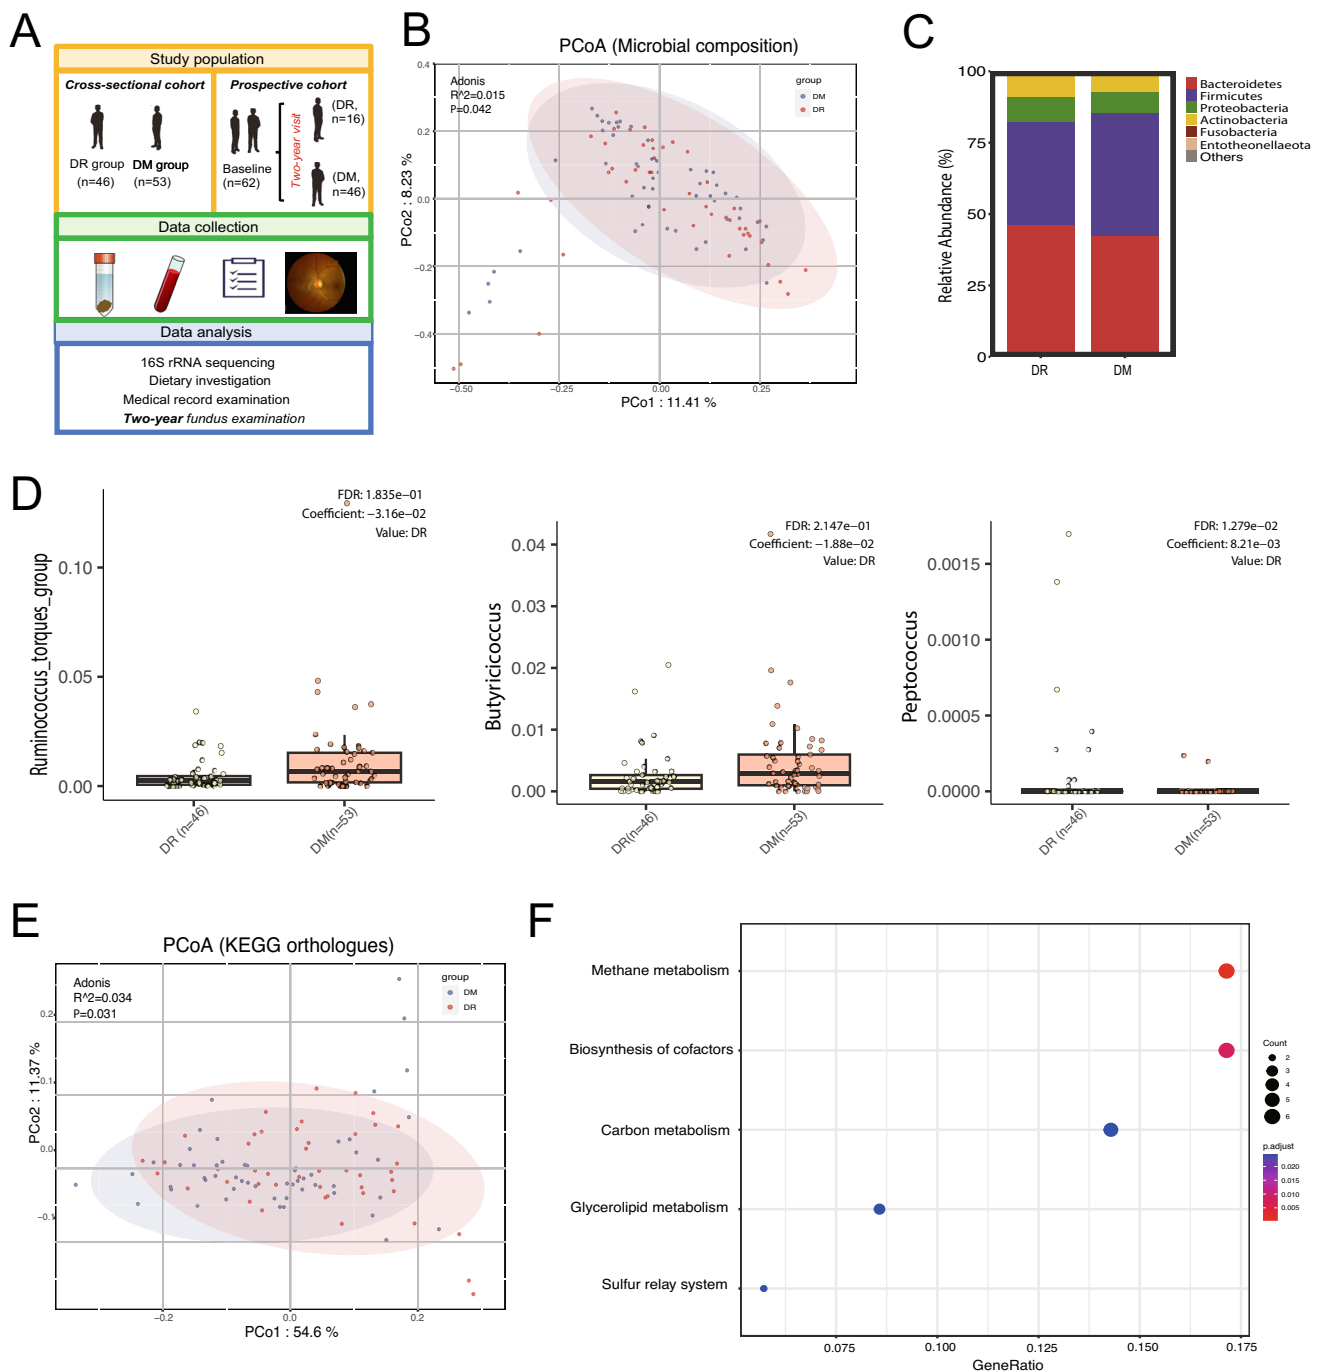 A
Study population
Cross-sectional cohort
Prospective cohort
DR group
(n=46)
DM group
(n=53)
Baseline
(n=62)
Two-year visit
(DR,
n=16)
(DM,
n=46)
Data collection
Data analysis
16S rRNA sequencing
Dietary investigation
Medical record examination
Two-year fundus examination
B
PCoA (Microbial composition)
Adonis
R^2=0.015
P=0.042
group
DM
DR
0.4
0.2
0.0
−0.2
−0.4
PCo2 : 8.23 %
−0.50
−0.25
0.00
0.25
PCo1 : 11.41 %
C
100
75
50
25
0
Relative Abundance (%)
DR
DM
Bacteroidetes
Firmicutes
Proteobacteria
Actinobacteria
Fusobacteria
Entotheonellaeota
Others
D
Ruminococcus_torques_group
0.10
0.05
0.00
FDR: 1.835e−01
Coefficient: −3.16e−02
Value: DR
DR (n=46)
DM(n=53)
Butyricicoccus
0.04
0.03
0.02
0.01
0.00
FDR: 2.147e−01
Coefficient: −1.88e−02
Value: DR
DR(n=46)
DM(n=53)
Peptococcus
0.0015
0.0010
0.0005
0.0000
FDR: 1.279e−02
Coefficient: 8.21e−03
Value: DR
DR (n=46)
DM(n=53)
E
PCoA (KEGG orthologues)
Adonis
R^2=0.034
P=0.031
group
DM
DR
0.2
0.1
0.0
−0.1
PCo2 : 11.37 %
−0.2
0.0
0.2
PCo1 : 54.6 %
F
Methane metabolism
Biosynthesis of cofactors
Carbon metabolism
Glycerolipid metabolism
Sulfur relay system
0.075
0.100
0.125
0.150
0.175
GeneRatio
Count
2
3
4
5
6
p.adjust
0.020
0.015
0.010
0.005